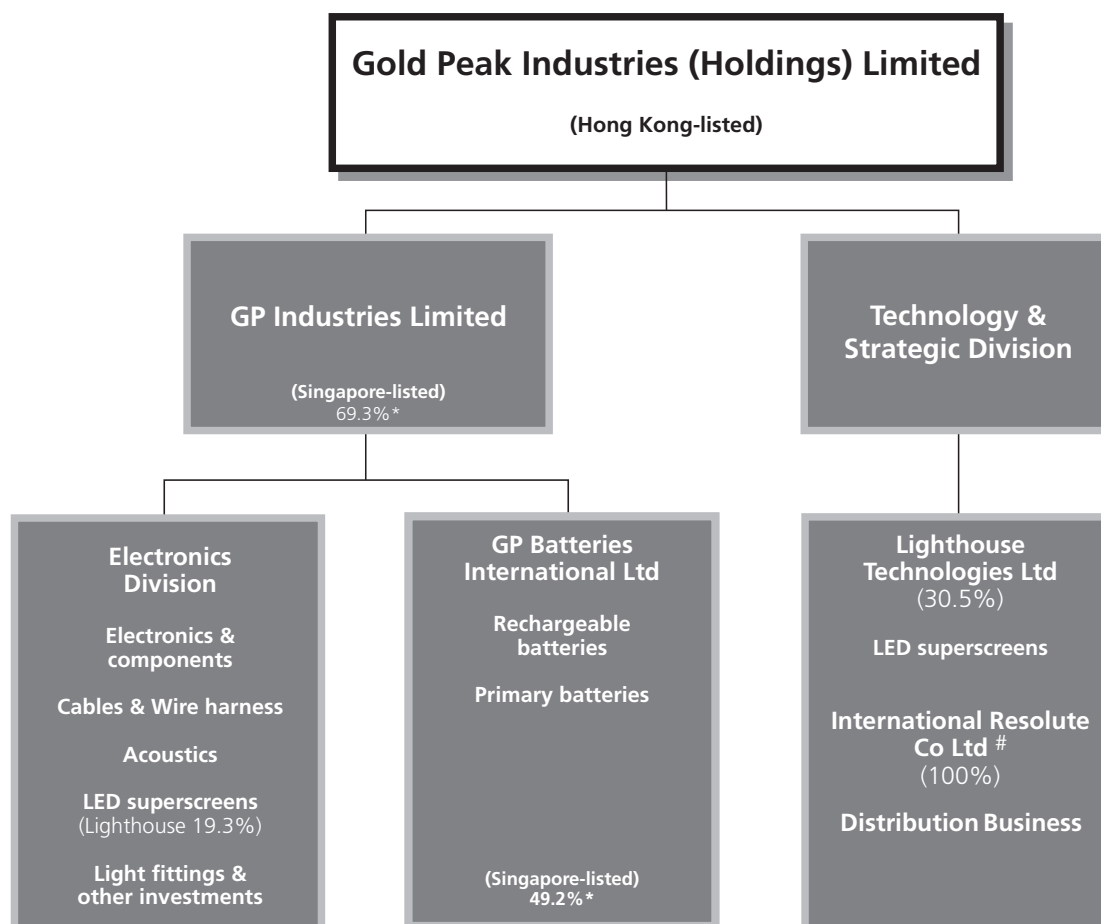 Gold Peak Industries (Holdings) Limited
(Hong Kong-listed)
GP Industries Limited
(Singapore-listed)
69.3%*
Technology &
Strategic Division
Electronics
Division
Electronics &
components
Cables & Wire harness
Acoustics
LED superscreens
(Lighthouse 19.3%)
Light fittings &
other investments
GP Batteries
International Ltd
Rechargeable
batteries
Primary batteries
(Singapore-listed)
49.2%*
Lighthouse
Technologies Ltd
(30.5%)
LED superscreens
International Resolute
Co Ltd #
(100%)
Distribution Business